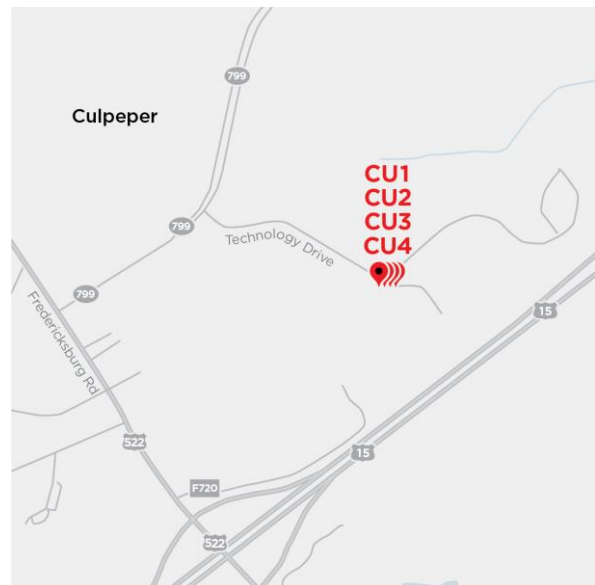 799
Culpeper
CU1
CU2
CU3
CU4
799
Technology Drive
799
Fredericksburg Rd
15
522
15
F720
522